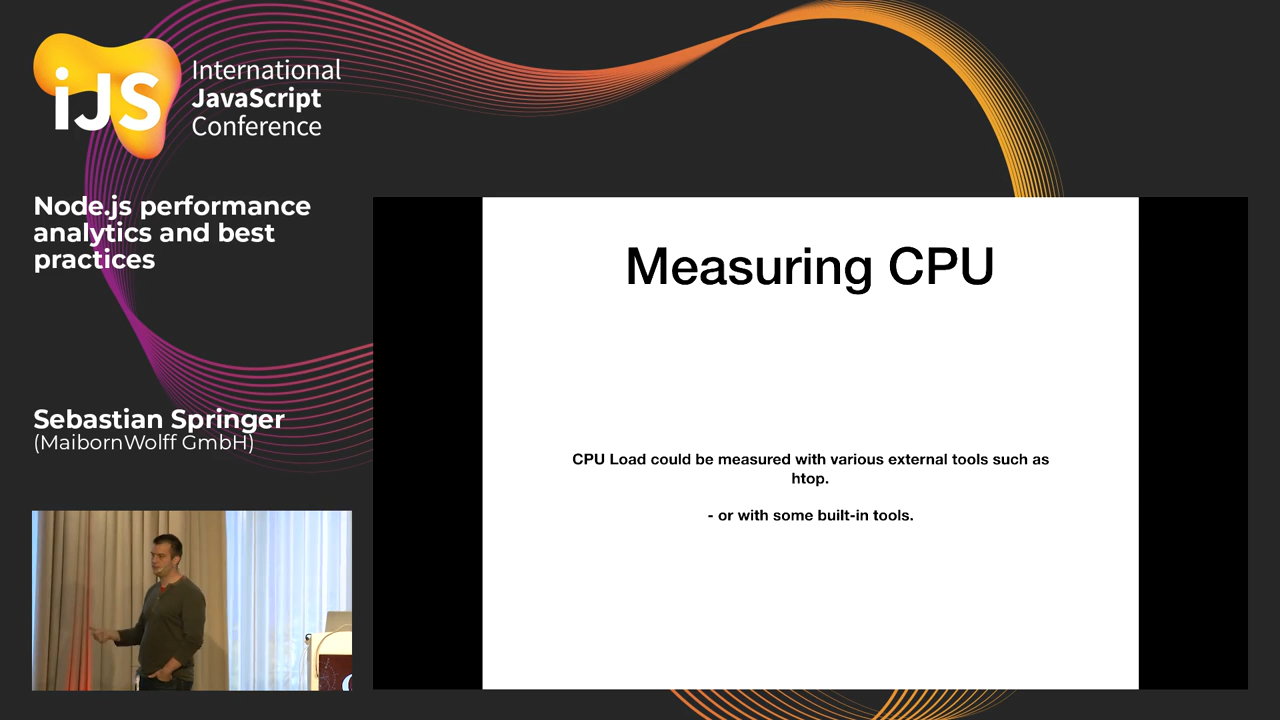 iJS
International
JavaScript
Conference
Node.js performance
analytics and best
practices
Sebastian Springer
(MaibornWolff GmbH)
Measuring CPU
CPU Load could be measured with various external tools such as
htop.
- or with some built-in tools.